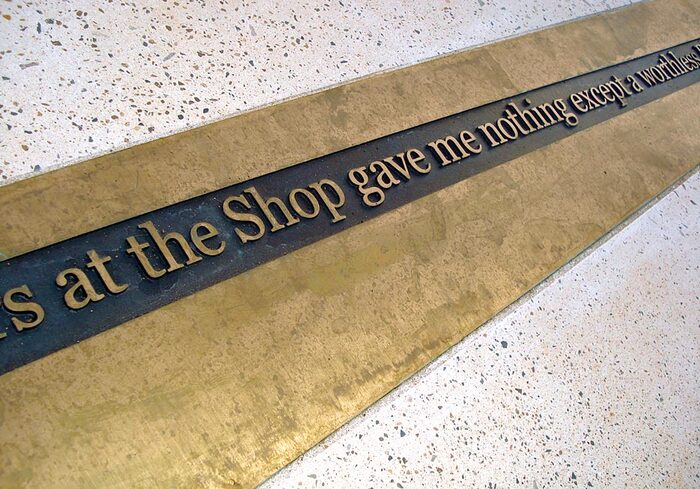 s at the Shop gave me nothing except a worthless